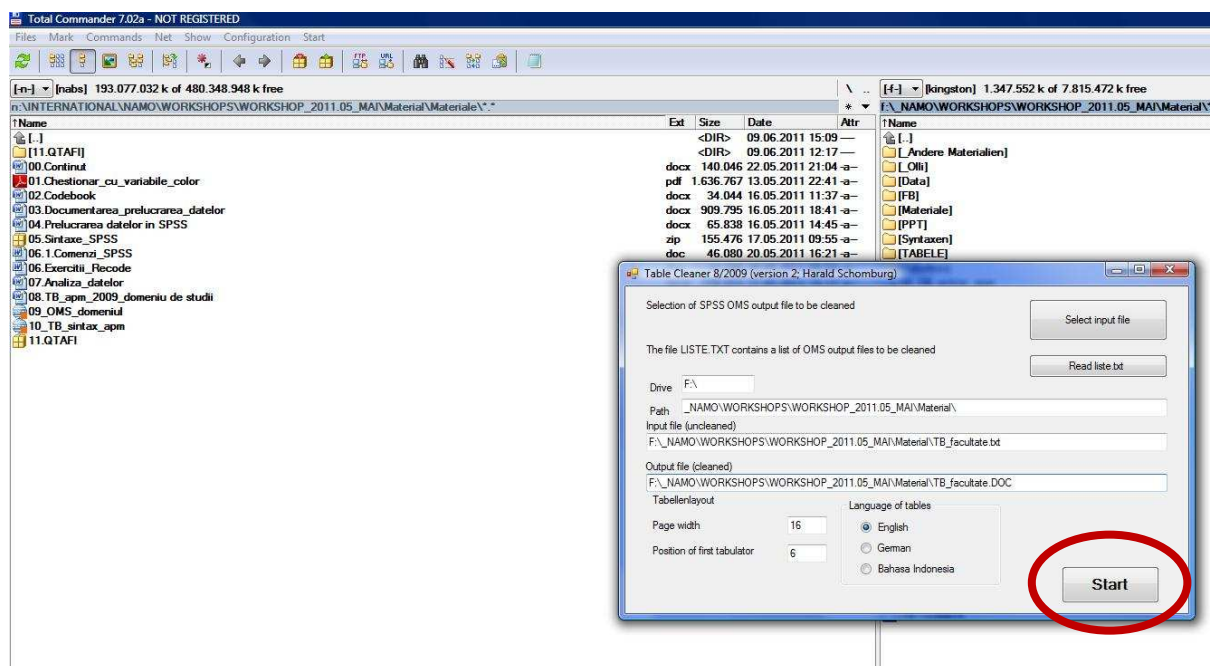 Total Commander 7.02a - NOT REGISTERED
Files Mark Commands Net Show Configuration Start
FTP URL
[-n-] [nabs] 193.077.032 k of 480.348.948 k free \ .. [-f-] [kingston] 1.347.552 k of 7.815.472 k free
n:\INTERNATIONAL\NAMO\WORKSHOPS\WORKSHOP_2011.05_MAI\Material\Materiale\*.* * f:\_NAMO\WORKSHOPS\WORKSHOP_2011.05_MAI\Material\*
↑Name Ext Size Date Attr ↑Name
[..] <DIR> 09.06.2011 15:09 — [..]
[11.QTAFI] <DIR> 09.06.2011 12:17 — [_Andere Materialien]
00.Continut docx 140.046 22.05.2011 21:04 -a– [_Olli]
01.Chestionar_cu_variabile_color pdf 1.636.767 13.05.2011 22:41 -a– [Data]
02.Codebook docx 34.044 16.05.2011 11:37 -a– [FB]
03.Documentarea_prelucrarea_datelor docx 909.795 16.05.2011 18:41 -a– [Materiale]
04.Prelucrarea datelor in SPSS docx 65.838 16.05.2011 14:45 -a– [PPT]
05.Sintaxe_SPSS zip 155.476 17.05.2011 09:55 -a– [Syntaxen]
06.1.Comenzi_SPSS doc 46.080 20.05.2011 16:21 -a– [TABELE]
06.Exercitii_Recode
07.Analiza_datelor
08.TB_apm_2009_domeniu de studii
09_OMS_domeniul
10_TB_sintax_apm
11.QTAFI
Table Cleaner 8/2009 (version 2; Harald Schomburg)
Selection of SPSS OMS output file to be cleaned
Select input file
The file LISTE.TXT contains a list of OMS output files to be cleaned
Read liste.txt
Drive F:\
Path _NAMO\WORKSHOPS\WORKSHOP_2011.05_MAI\Material\
Input file (uncleaned)
F:\_NAMO\WORKSHOPS\WORKSHOP_2011.05_MAI\Material\TB_facultate.txt
Output file (cleaned)
F:\_NAMO\WORKSHOPS\WORKSHOP_2011.05_MAI\Material\TB_facultate.DOC
Tabellenlayout
Language of tables
Page width 16
English
Position of first tabulator 6
German
Bahasa Indonesia
Start